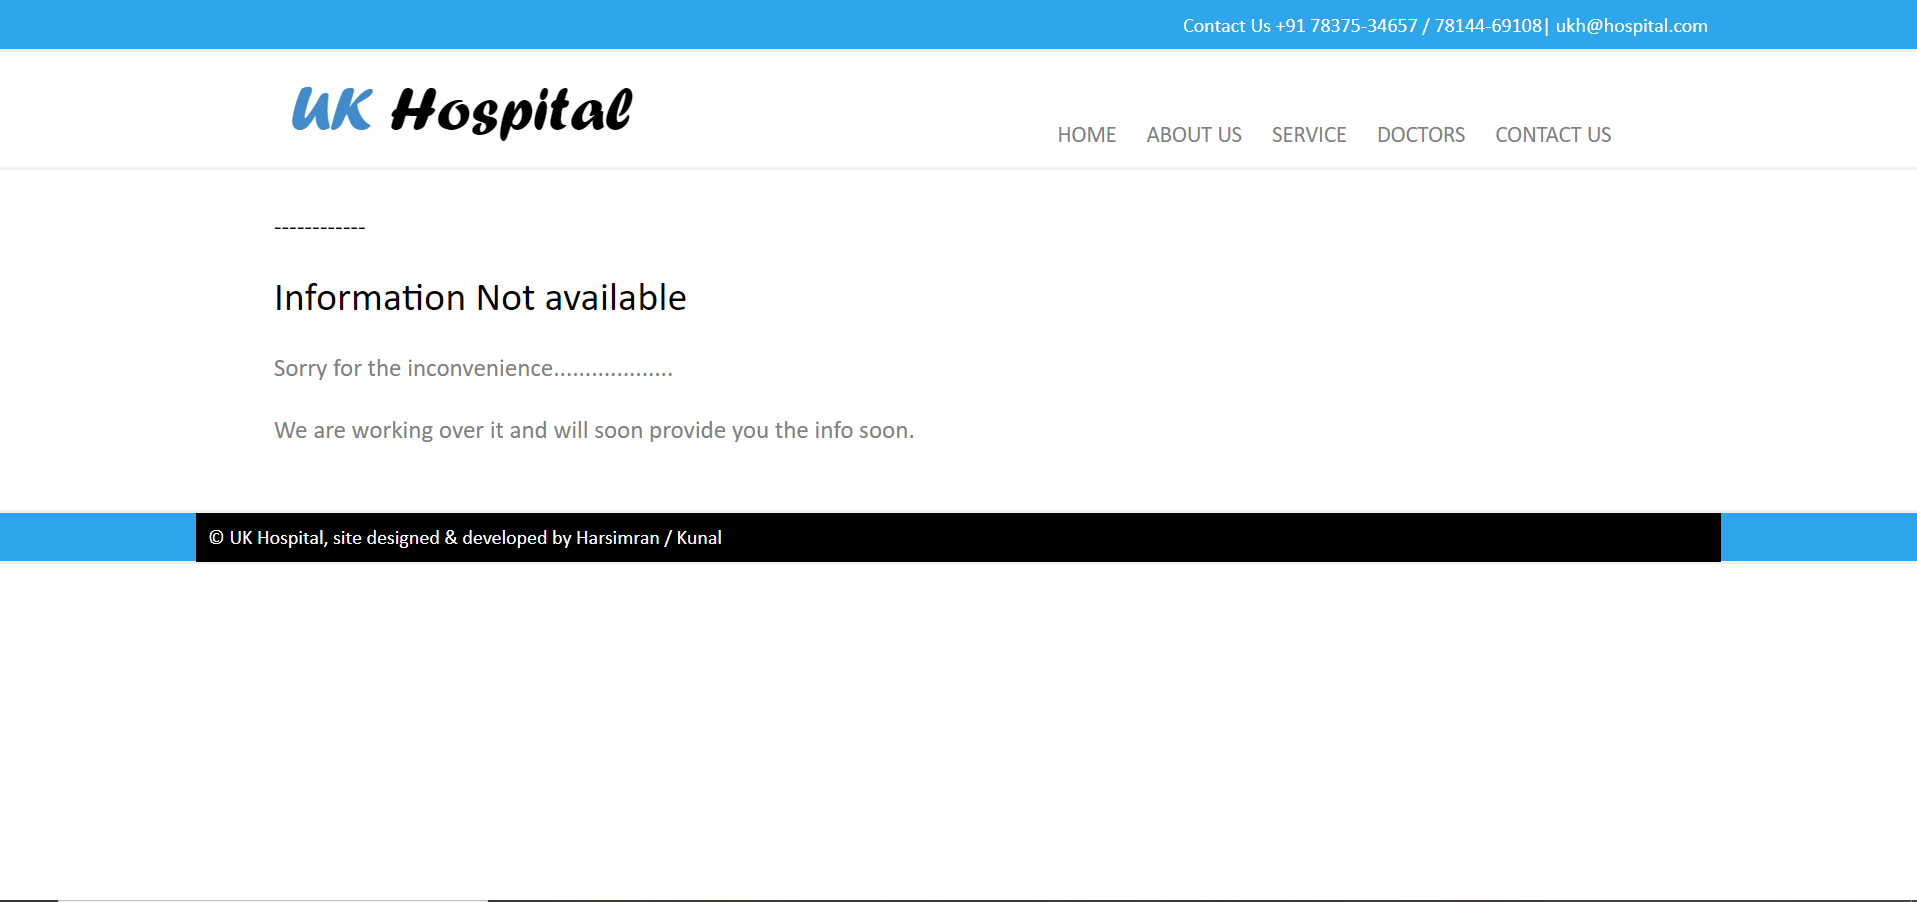 Contact Us +91 78375-34657 / 78144-69108| ukh@hospital.com
UK Hospital
HOME ABOUT US SERVICE DOCTORS CONTACT US
------------
Information Not available
Sorry for the inconvenience...................
We are working over it and will soon provide you the info soon.
© UK Hospital, site designed & developed by Harsimran / Kunal